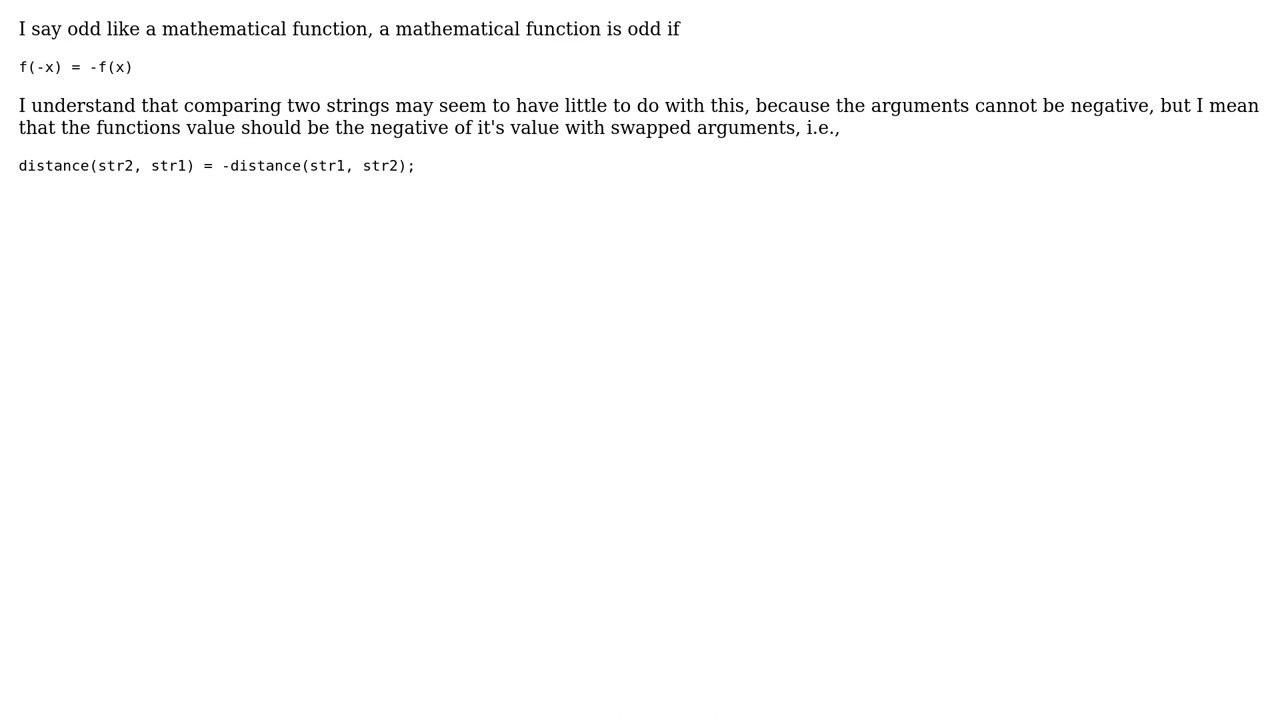 I say odd like a mathematical function, a mathematical function is odd if
f(-x) = -f(x)
I understand that comparing two strings may seem to have little to do with this, because the arguments cannot be negative, but I mean
that the functions value should be the negative of it's value with swapped arguments, i.e.,
distance(str2, str1) = -distance(str1, str2);